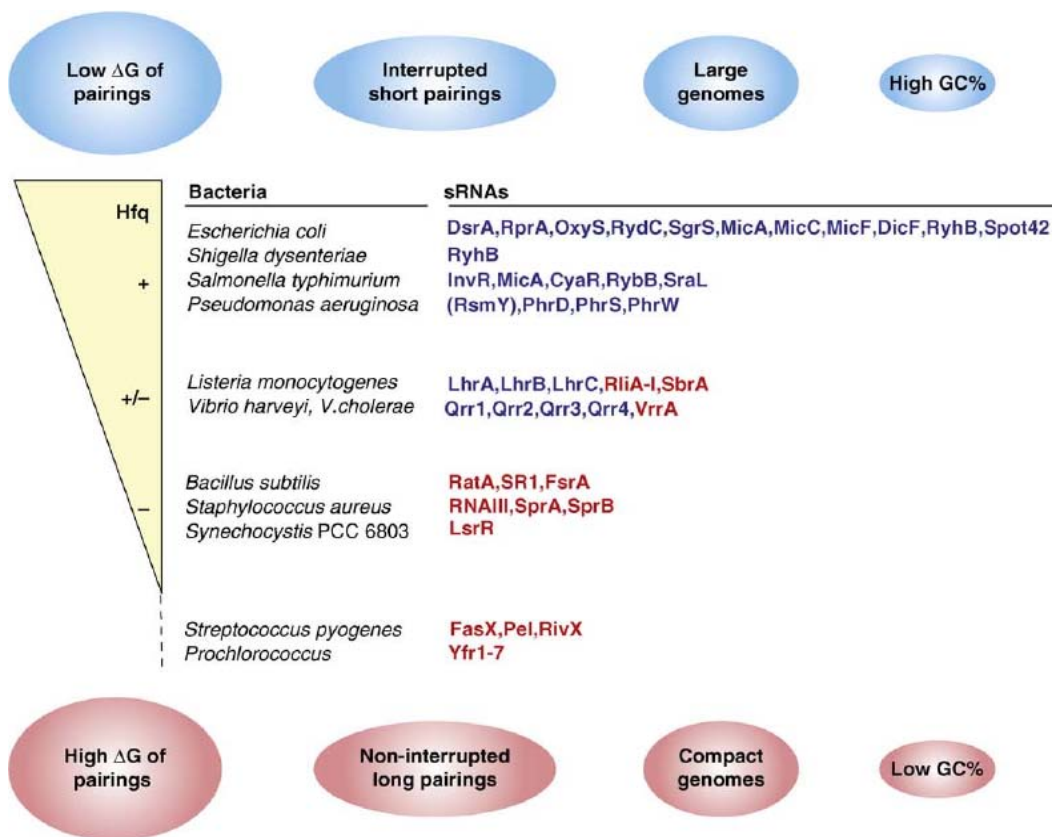 Low ΔG of
pairings
Interrupted
short pairings
Large
genomes
High GC%
Hfq
Bacteria
sRNAs
Escherichia coli
DsrA,RprA,OxyS,RydC,SgrS,MicA,MicC,MicF,DicF,RyhB,Spot42
Shigella dysenteriae
RyhB
+
Salmonella typhimurium
InvR,MicA,CyaR,RybB,SraL
Pseudomonas aeruginosa
(RsmY),PhrD,PhrS,PhrW
+/–
Listeria monocytogenes
LhrA,LhrB,LhrC,RliA-I,SbrA
Vibrio harveyi, V.cholerae
Qrr1,Qrr2,Qrr3,Qrr4,VrrA
Bacillus subtilis
RatA,SR1,FsrA
–
Staphylococcus aureus
RNAIII,SprA,SprB
Synechocystis PCC 6803
LsrR
Streptococcus pyogenes
FasX,Pel,RivX
Prochlorococcus
Yfr1-7
High ΔG of
pairings
Non-interrupted
long pairings
Compact
genomes
Low GC%